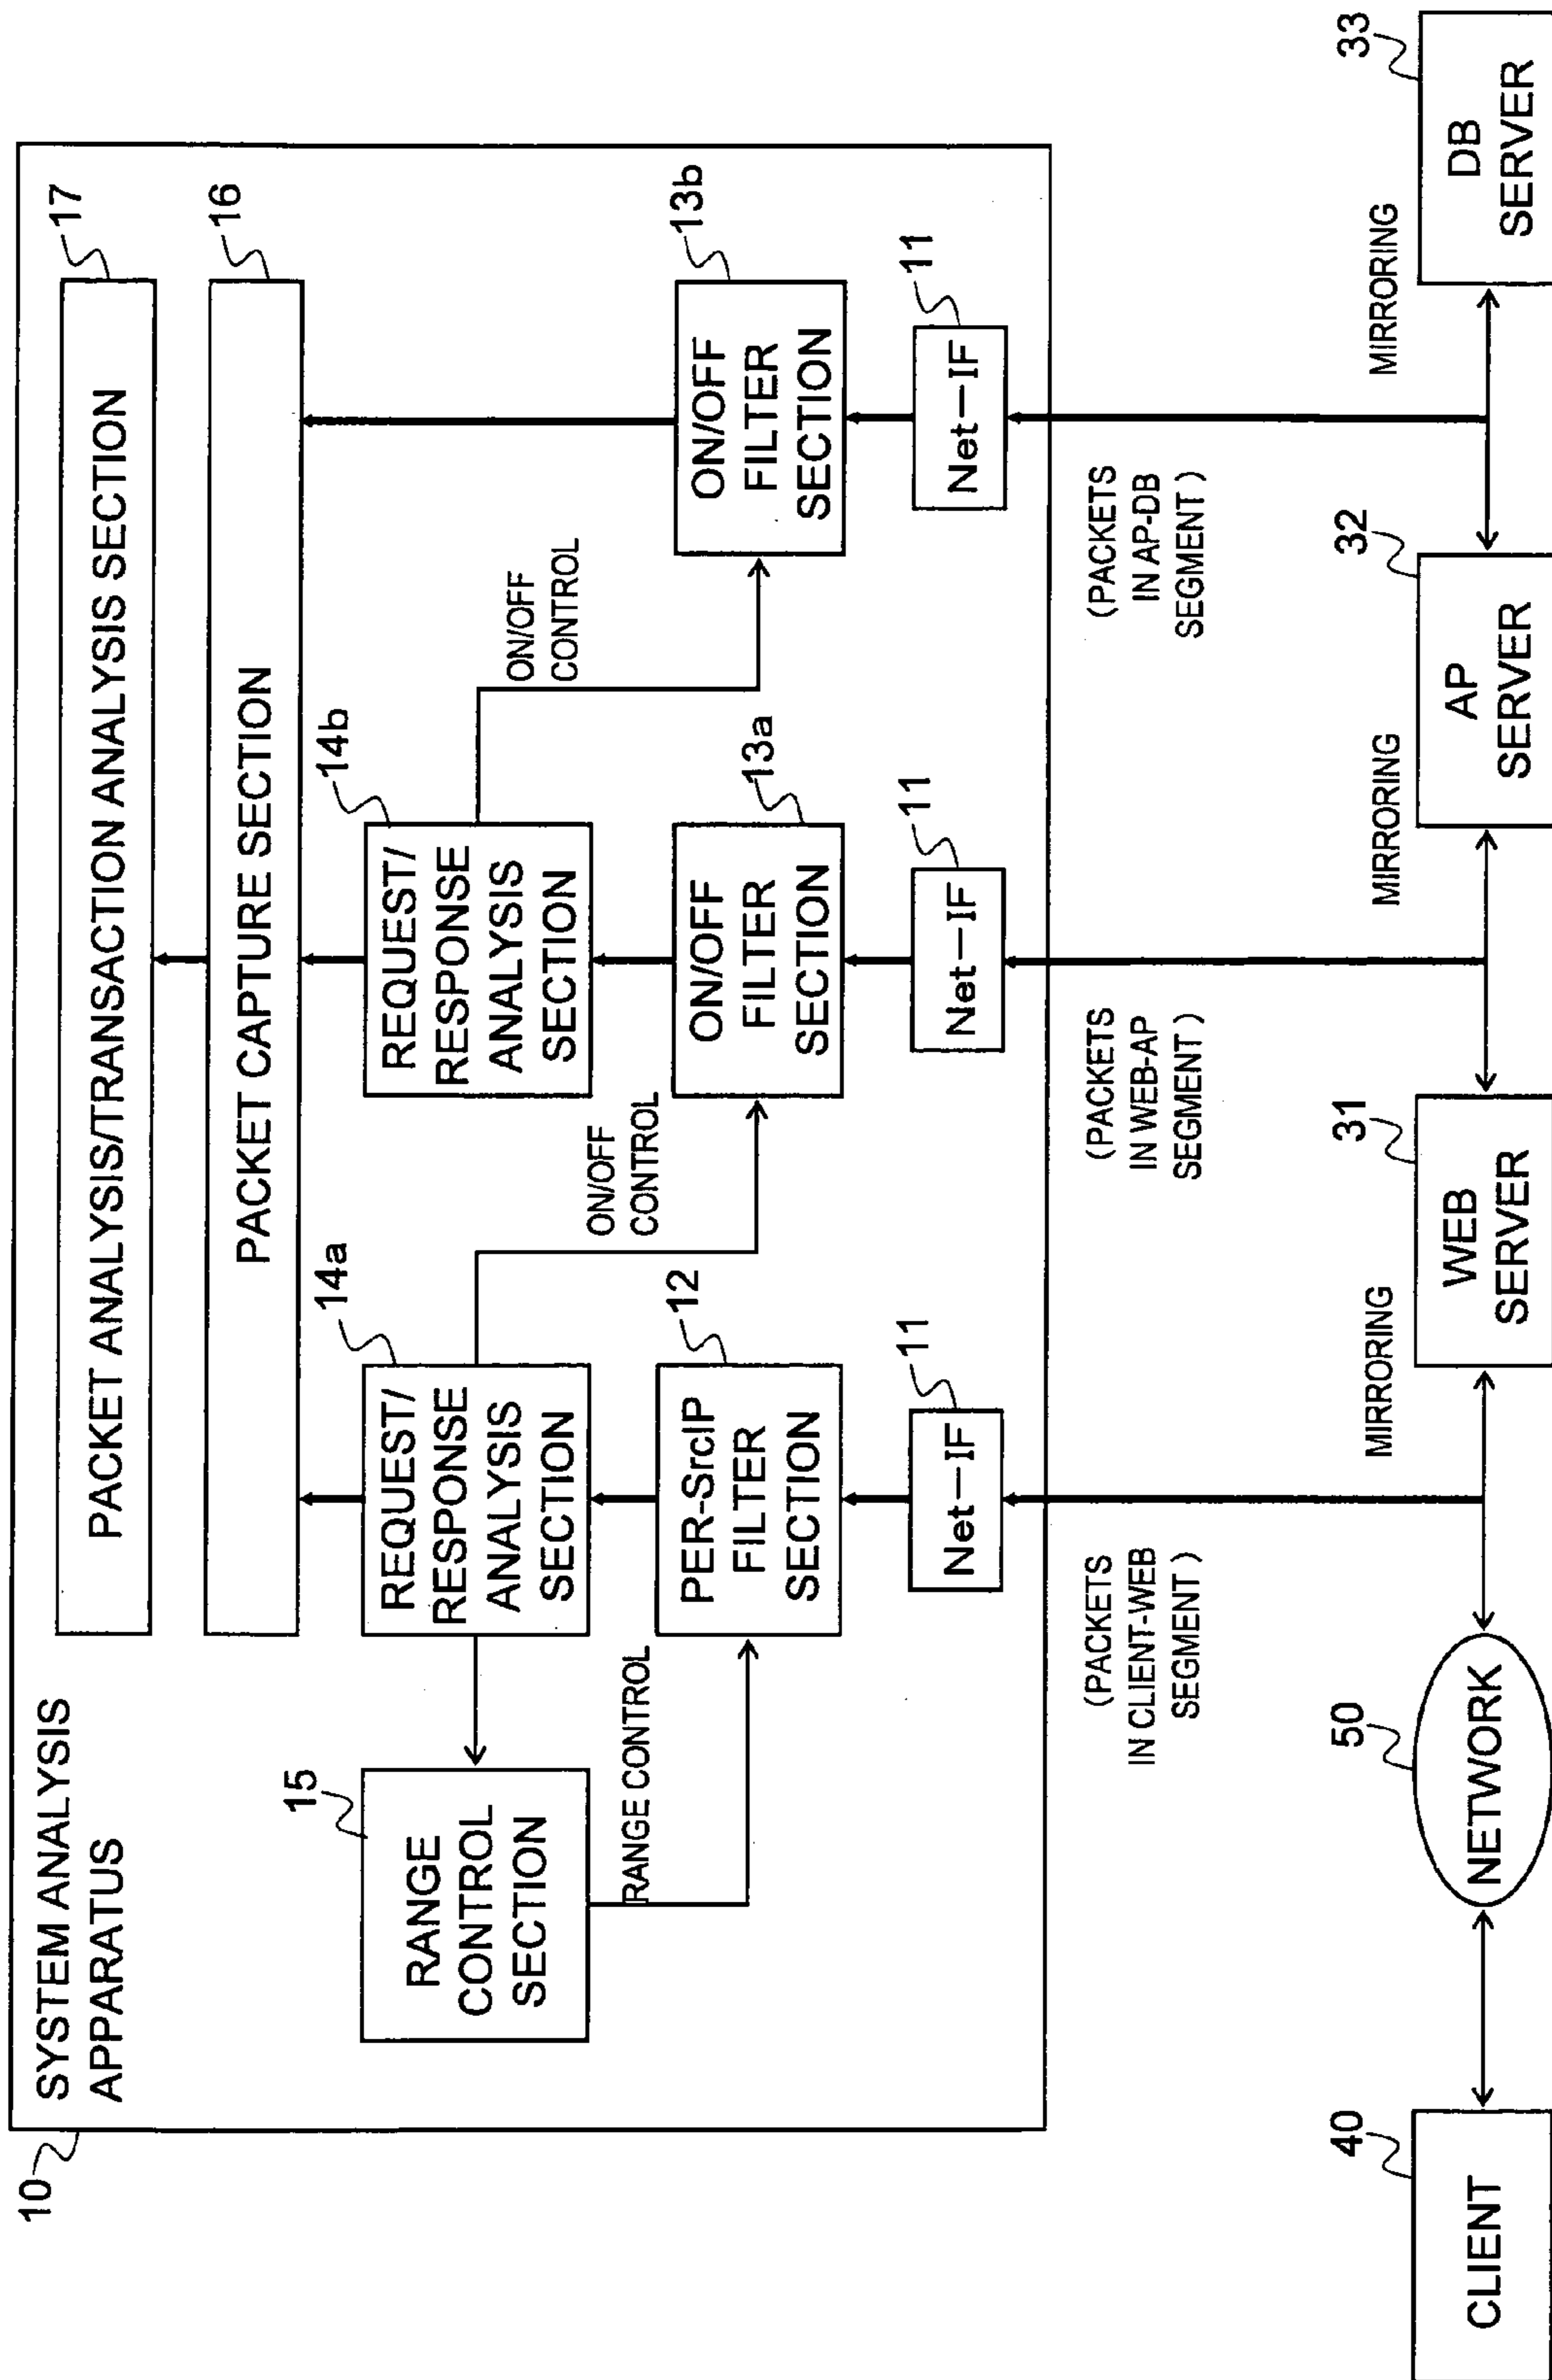 10
SYSTEM ANALYSIS
APPARATUS
17
PACKET ANALYSIS/TRANSACTION ANALYSIS SECTION
16
PACKET CAPTURE SECTION
15
RANGE
CONTROL
SECTION
RANGE CONTROL
14a
REQUEST/
RESPONSE
ANALYSIS
SECTION
ON/OFF
CONTROL
14b
REQUEST/
RESPONSE
ANALYSIS
SECTION
ON/OFF
CONTROL
12
PER-SrcIP
FILTER
SECTION
13a
ON/OFF
FILTER
SECTION
13b
ON/OFF
FILTER
SECTION
11
Net-IF
11
Net-IF
11
Net-IF
(PACKETS
IN CLIENT-WEB
SEGMENT)
(PACKETS
IN WEB-AP
SEGMENT)
(PACKETS
IN AP-DB
SEGMENT)
MIRRORING
MIRRORING
MIRRORING
40
CLIENT
50
NETWORK
31
WEB
SERVER
32
AP
SERVER
33
DB
SERVER